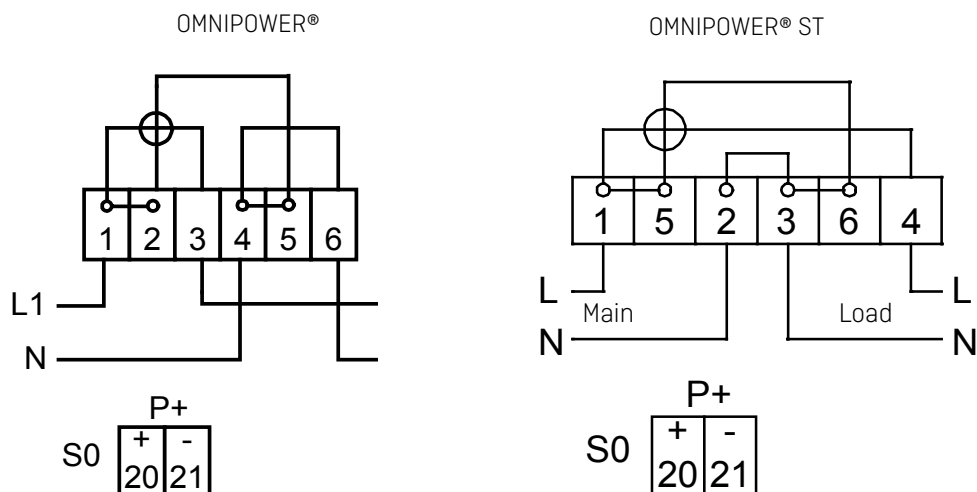 OMNIPOWER®
1 2 3 4 5 6
L1
N
P+
S0
+ -
20 21
OMNIPOWER® ST
1 5 2 3 6 4
L Main Load L
N N
P+
S0
+ -
20 21